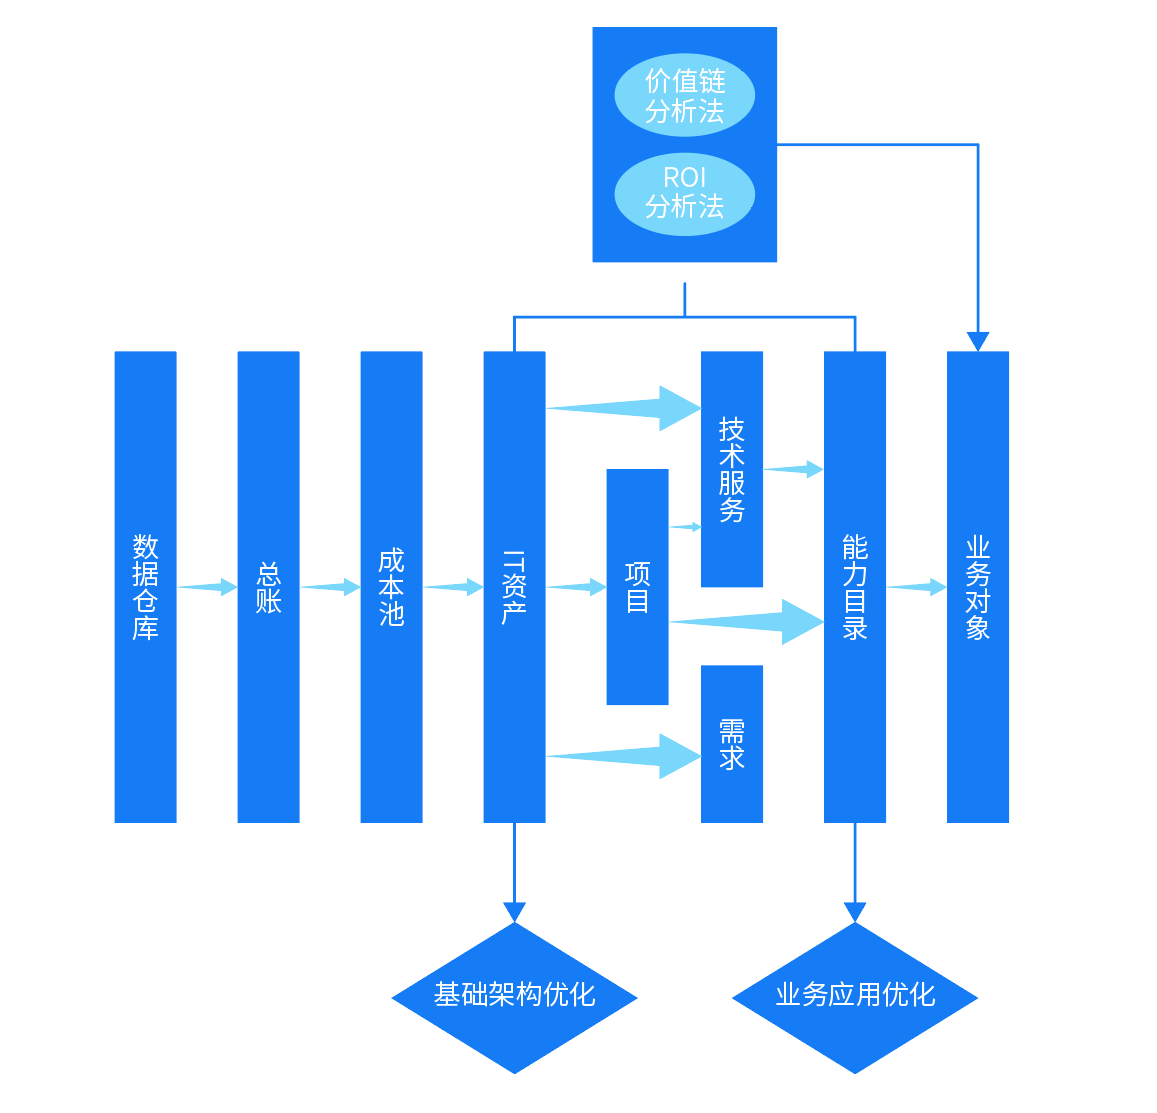 价值链
分析法
ROI
分析法
数据仓库
总账
成本池
IT资产
项目
技术服务
需求
能力目录
业务对象
基础架构优化
业务应用优化